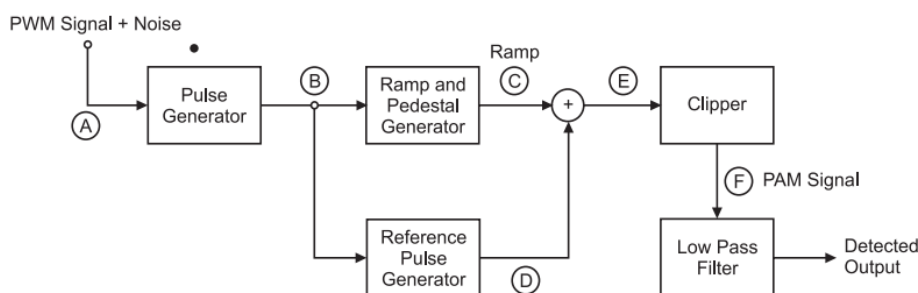 PWM Signal + Noise
A
Pulse
Generator
B
Ramp and
Pedestal
Generator
Ramp
C
+
E
Clipper
Reference
Pulse
Generator
D
F
PAM Signal
Low Pass
Filter
Detected
Output